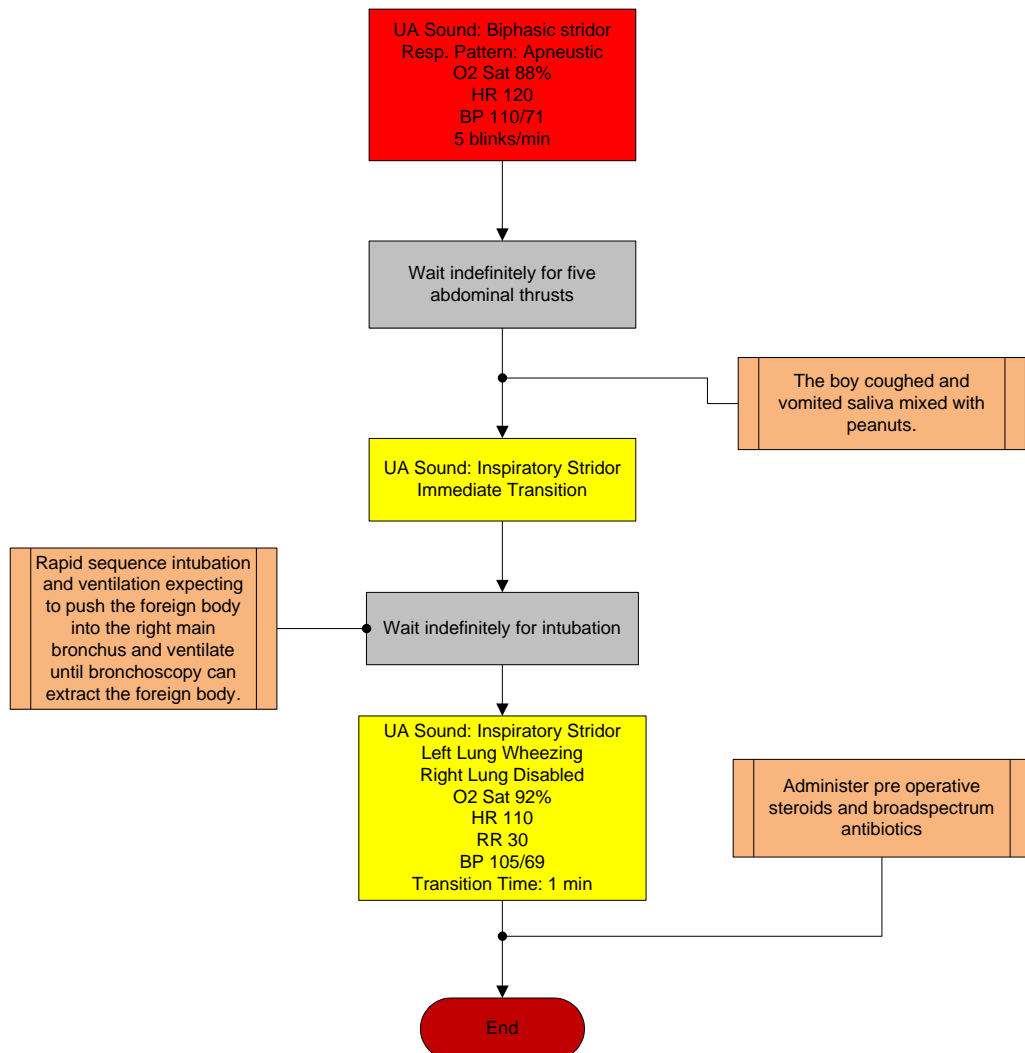 UA Sound: Biphasic stridor
Resp. Pattern: Apneustic
O2 Sat 88%
HR 120
BP 110/71
5 blinks/min
Wait indefinitely for five
abdominal thrusts
The boy coughed and
vomited saliva mixed with
peanuts.
UA Sound: Inspiratory Stridor
Immediate Transition
Rapid sequence intubation
and ventilation expecting
to push the foreign body
into the right main
bronchus and ventilate
until bronchoscopy can
extract the foreign body.
Wait indefinitely for intubation
UA Sound: Inspiratory Stridor
Left Lung Wheezing
Right Lung Disabled
O2 Sat 92%
HR 110
RR 30
BP 105/69
Transition Time: 1 min
Administer pre operative
steroids and broadspectrum
antibiotics
End